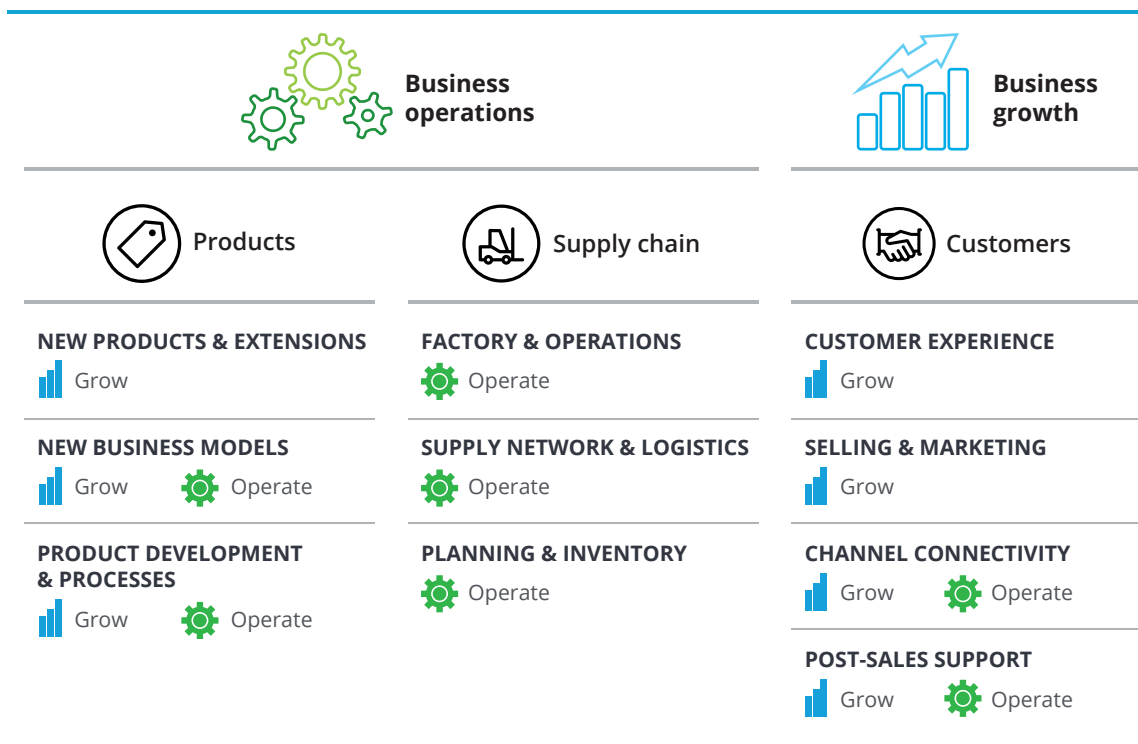 Business
operations
Business
growth
Products
Supply chain
Customers
NEW PRODUCTS & EXTENSIONS
Grow
NEW BUSINESS MODELS
Grow Operate
PRODUCT DEVELOPMENT
& PROCESSES
Grow Operate
FACTORY & OPERATIONS
Operate
SUPPLY NETWORK & LOGISTICS
Operate
PLANNING & INVENTORY
Operate
CUSTOMER EXPERIENCE
Grow
SELLING & MARKETING
Grow
CHANNEL CONNECTIVITY
Grow Operate
POST-SALES SUPPORT
Grow Operate